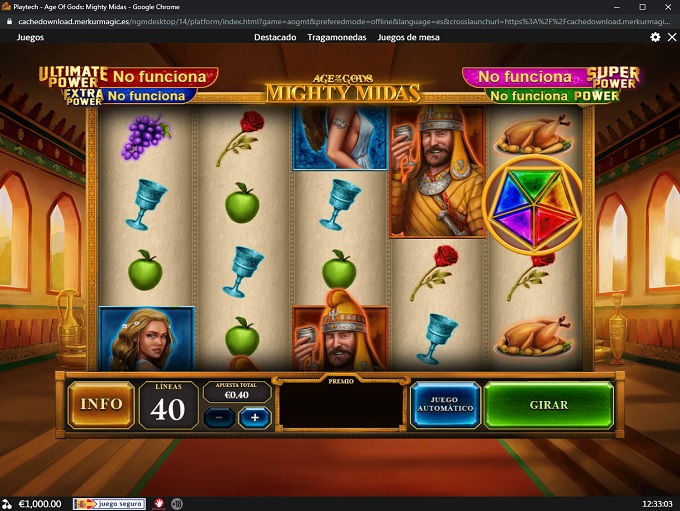 Playtech - Age Of Gods: Mighty Midas - Google Chrome
cachedownload.merkurmagic.es/ngmdesktop/14/platform/index.html?game=aogmt&preferedmode=offline&language=es&crosslaunchurl=https%3A%2F%2Fcachedownload.merkurmagic...
Juegos Destacado Tragamonedas Juegos de mesa
ULTIMATE POWER No funciona
EXTRA POWER No funciona
AGE OF THE GODS
MIGHTY MIDAS
No funciona SUPER POWER
No funciona POWER
INFO
LÍNEAS
40
APUESTA TOTAL
€0,40
- +
PREMIO
JUEGO AUTOMÁTICO
GIRAR
€1,000.00 juego seguro +18 12:33:03